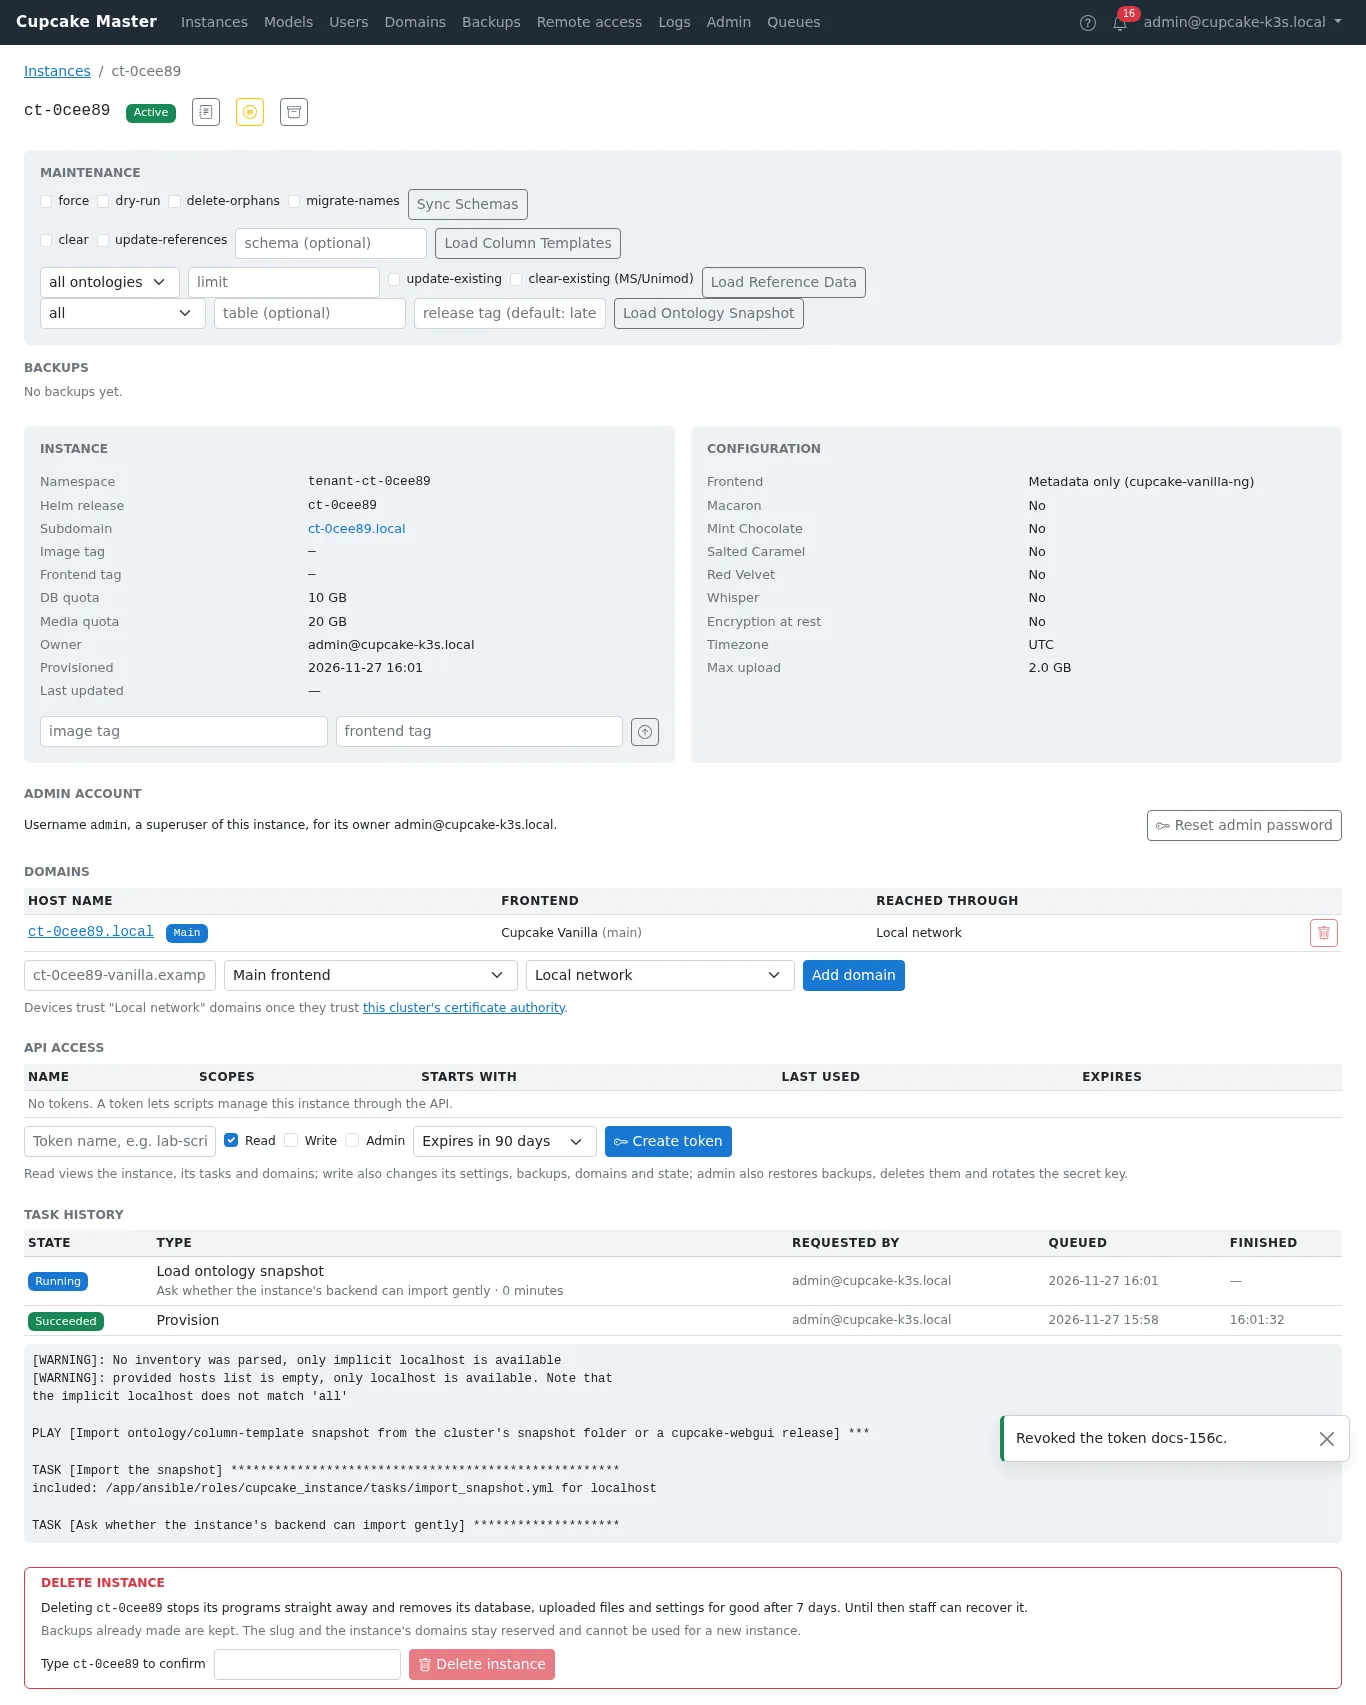 Cupcake Master Instances Models Users Domains Backups Remote access Logs Admin Queues 16 admin@cupcake-k3s.local
Instances / ct-0cee89
ct-0cee89 Active
MAINTENANCE
force dry-run delete-orphans migrate-names Sync Schemas
clear update-references schema (optional) Load Column Templates
all ontologies limit update-existing clear-existing (MS/Unimod) Load Reference Data
all table (optional) release tag (default: late Load Ontology Snapshot
BACKUPS
No backups yet.
INSTANCE
Namespace tenant-ct-0cee89
Helm release ct-0cee89
Subdomain ct-0cee89.local
Image tag —
Frontend tag —
DB quota 10 GB
Media quota 20 GB
Owner admin@cupcake-k3s.local
Provisioned 2026-11-27 16:01
Last updated —
image tag frontend tag
CONFIGURATION
Frontend Metadata only (cupcake-vanilla-ng)
Macaron No
Mint Chocolate No
Salted Caramel No
Red Velvet No
Whisper No
Encryption at rest No
Timezone UTC
Max upload 2.0 GB
ADMIN ACCOUNT
Username admin, a superuser of this instance, for its owner admin@cupcake-k3s.local. Reset admin password
DOMAINS
HOST NAME FRONTEND REACHED THROUGH
ct-0cee89.local Main Cupcake Vanilla (main) Local network
ct-0cee89-vanilla.examp Main frontend Local network Add domain
Devices trust "Local network" domains once they trust this cluster's certificate authority.
API ACCESS
NAME SCOPES STARTS WITH LAST USED EXPIRES
No tokens. A token lets scripts manage this instance through the API.
Token name, e.g. lab-scri Read Write Admin Expires in 90 days Create token
Read views the instance, its tasks and domains; write also changes its settings, backups, domains and state; admin also restores backups, deletes them and rotates the secret key.
TASK HISTORY
STATE TYPE REQUESTED BY QUEUED FINISHED
Running Load ontology snapshot admin@cupcake-k3s.local 2026-11-27 16:01 —
Ask whether the instance's backend can import gently · 0 minutes
Succeeded Provision admin@cupcake-k3s.local 2026-11-27 15:58 16:01:32
[WARNING]: No inventory was parsed, only implicit localhost is available
[WARNING]: provided hosts list is empty, only localhost is available. Note that
the implicit localhost does not match 'all'
PLAY [Import ontology/column-template snapshot from the cluster's snapshot folder or a cupcake-webgui release] ***
Revoked the token docs-156c.
TASK [Import the snapshot] *****************************************************
included: /app/ansible/roles/cupcake_instance/tasks/import_snapshot.yml for localhost
TASK [Ask whether the instance's backend can import gently] ********************
DELETE INSTANCE
Deleting ct-0cee89 stops its programs straight away and removes its database, uploaded files and settings for good after 7 days. Until then staff can recover it.
Backups already made are kept. The slug and the instance's domains stay reserved and cannot be used for a new instance.
Type ct-0cee89 to confirm Delete instance